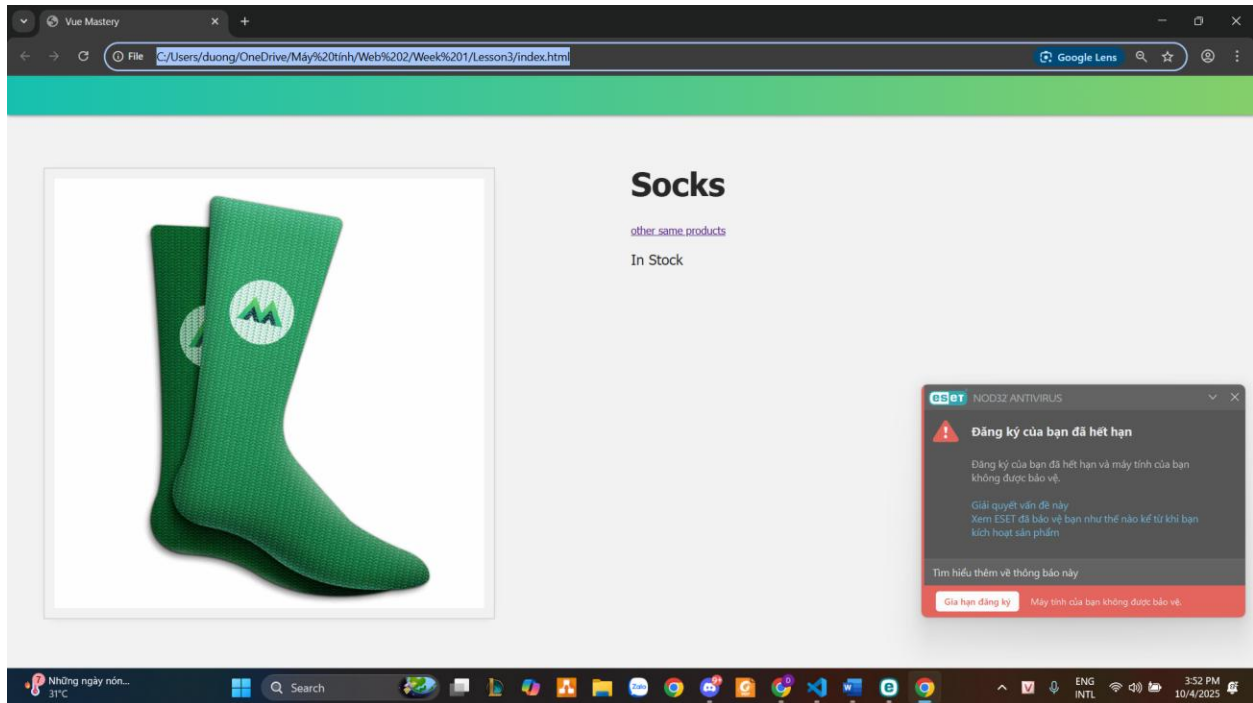 Vue Mastery
File C:/Users/duong/OneDrive/Máy%20tính/Web%202/Week%201/Lesson3/index.html Google Lens
Socks
other same products
In Stock
eset NOD32 ANTIVIRUS
Đăng ký của bạn đã hết hạn
Đăng ký của bạn đã hết hạn và máy tính của bạn
không được bảo vệ.
Giải quyết vấn đề này
Xem ESET đã bảo vệ bạn như thế nào kể từ khi bạn
kích hoạt sản phẩm
Tìm hiểu thêm về thông báo này
Gia hạn đăng ký Máy tính của bạn không được bảo vệ.
7 Những ngày nón... Search Zalo ENG 3:52 PM
31°C INTL 10/4/2025